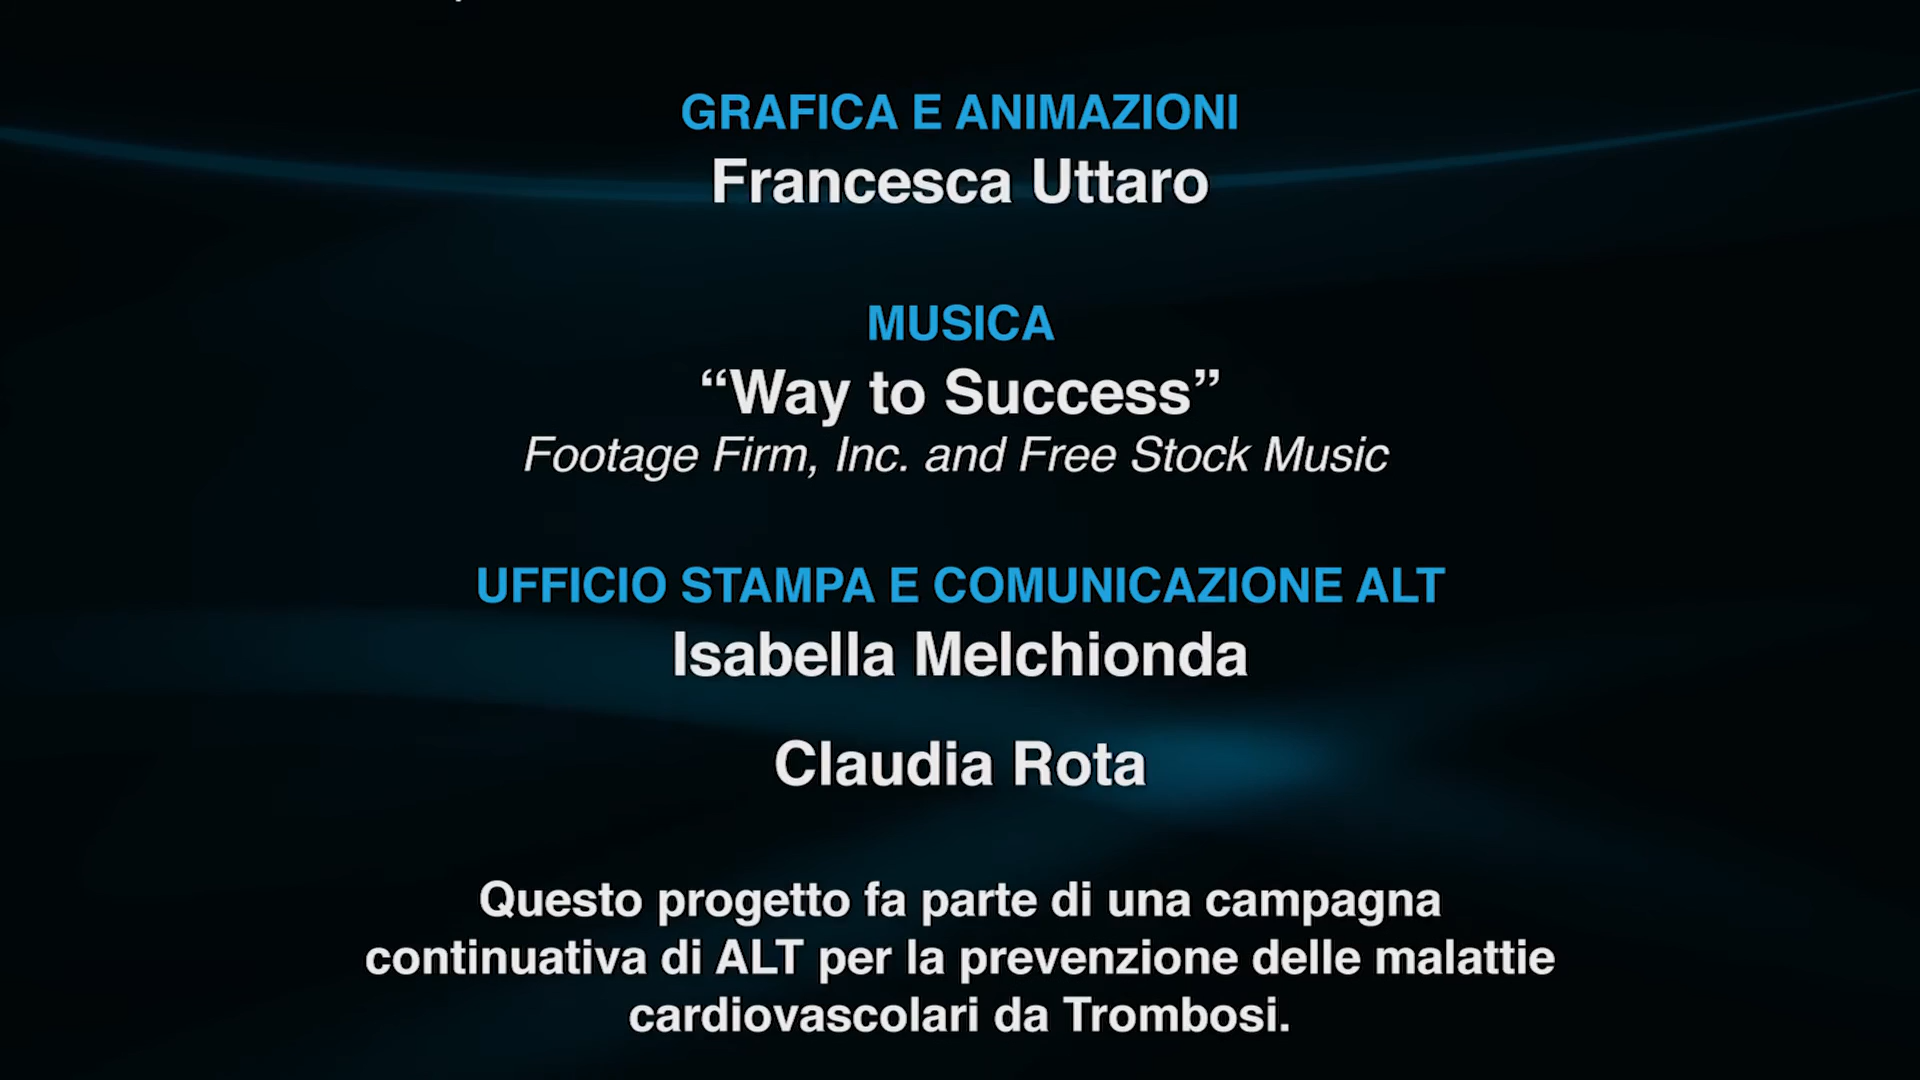 GRAFICA E ANIMAZIONI
Francesca Uttaro
MUSICA
“Way to Success”
Footage Firm, Inc. and Free Stock Music
UFFICIO STAMPA E COMUNICAZIONE ALT
Isabella Melchionda
Claudia Rota
Questo progetto fa parte di una campagna
continuativa di ALT per la prevenzione delle malattie
cardiovascolari da Trombosi.